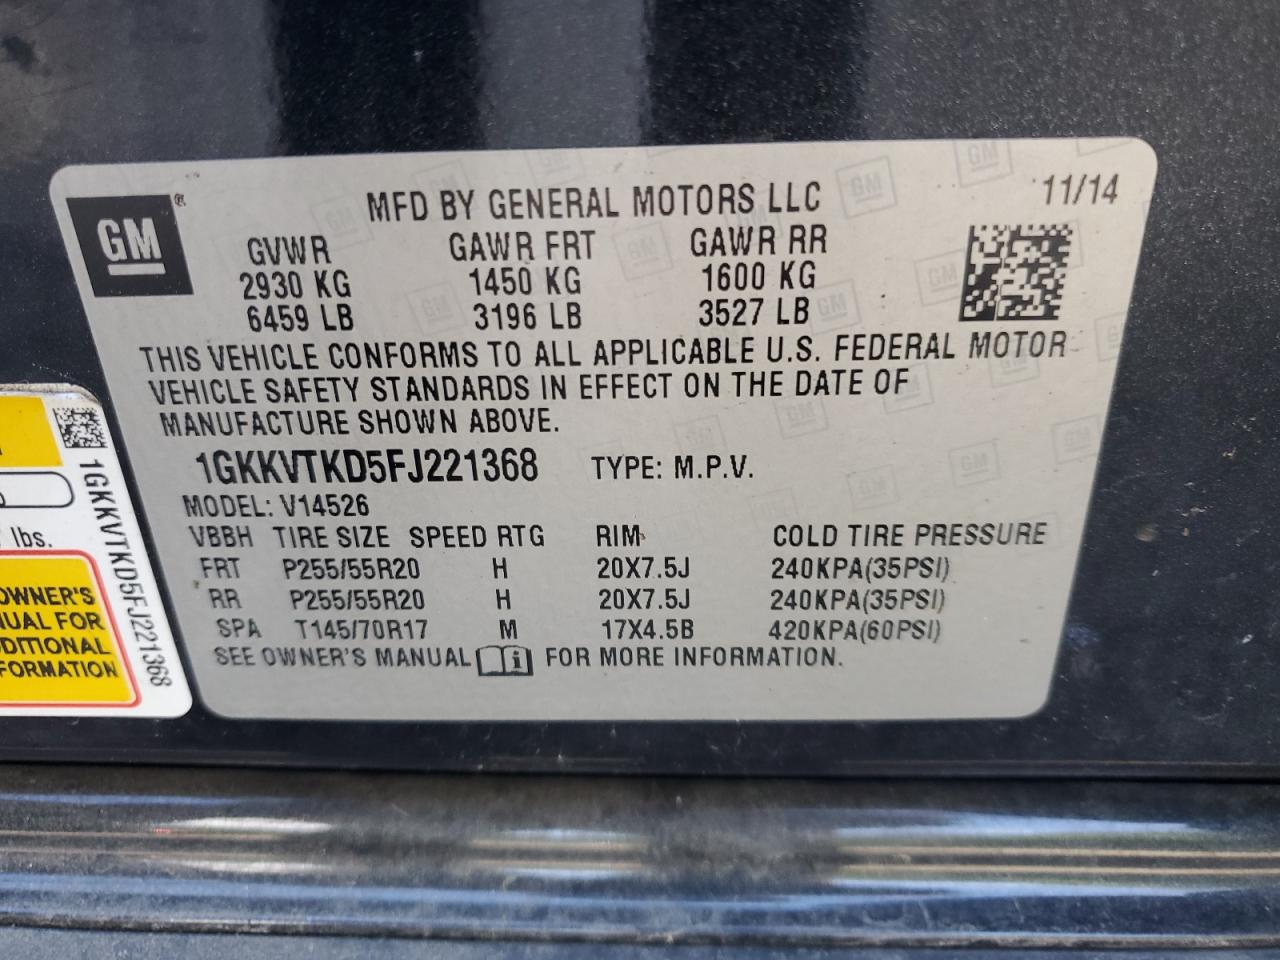 GM ®
MFD BY GENERAL MOTORS LLC 11/14
GVWR GAWR FRT GAWR RR
2930 KG 1450 KG 1600 KG
6459 LB 3196 LB 3527 LB
THIS VEHICLE CONFORMS TO ALL APPLICABLE U.S. FEDERAL MOTOR
VEHICLE SAFETY STANDARDS IN EFFECT ON THE DATE OF
MANUFACTURE SHOWN ABOVE.
1GKKVTKD5FJ221368 TYPE: M.P.V.
MODEL: V14526
VBBH TIRE SIZE SPEED RTG RIM COLD TIRE PRESSURE
FRT P255/55R20 H 20X7.5J 240KPA(35PSI)
RR P255/55R20 H 20X7.5J 240KPA(35PSI)
SPA T145/70R17 M 17X4.5B 420KPA(60PSI)
SEE OWNER'S MANUAL i FOR MORE INFORMATION.
1GKKVTKD5FJ221368
lbs.
OWNER'S
FOR